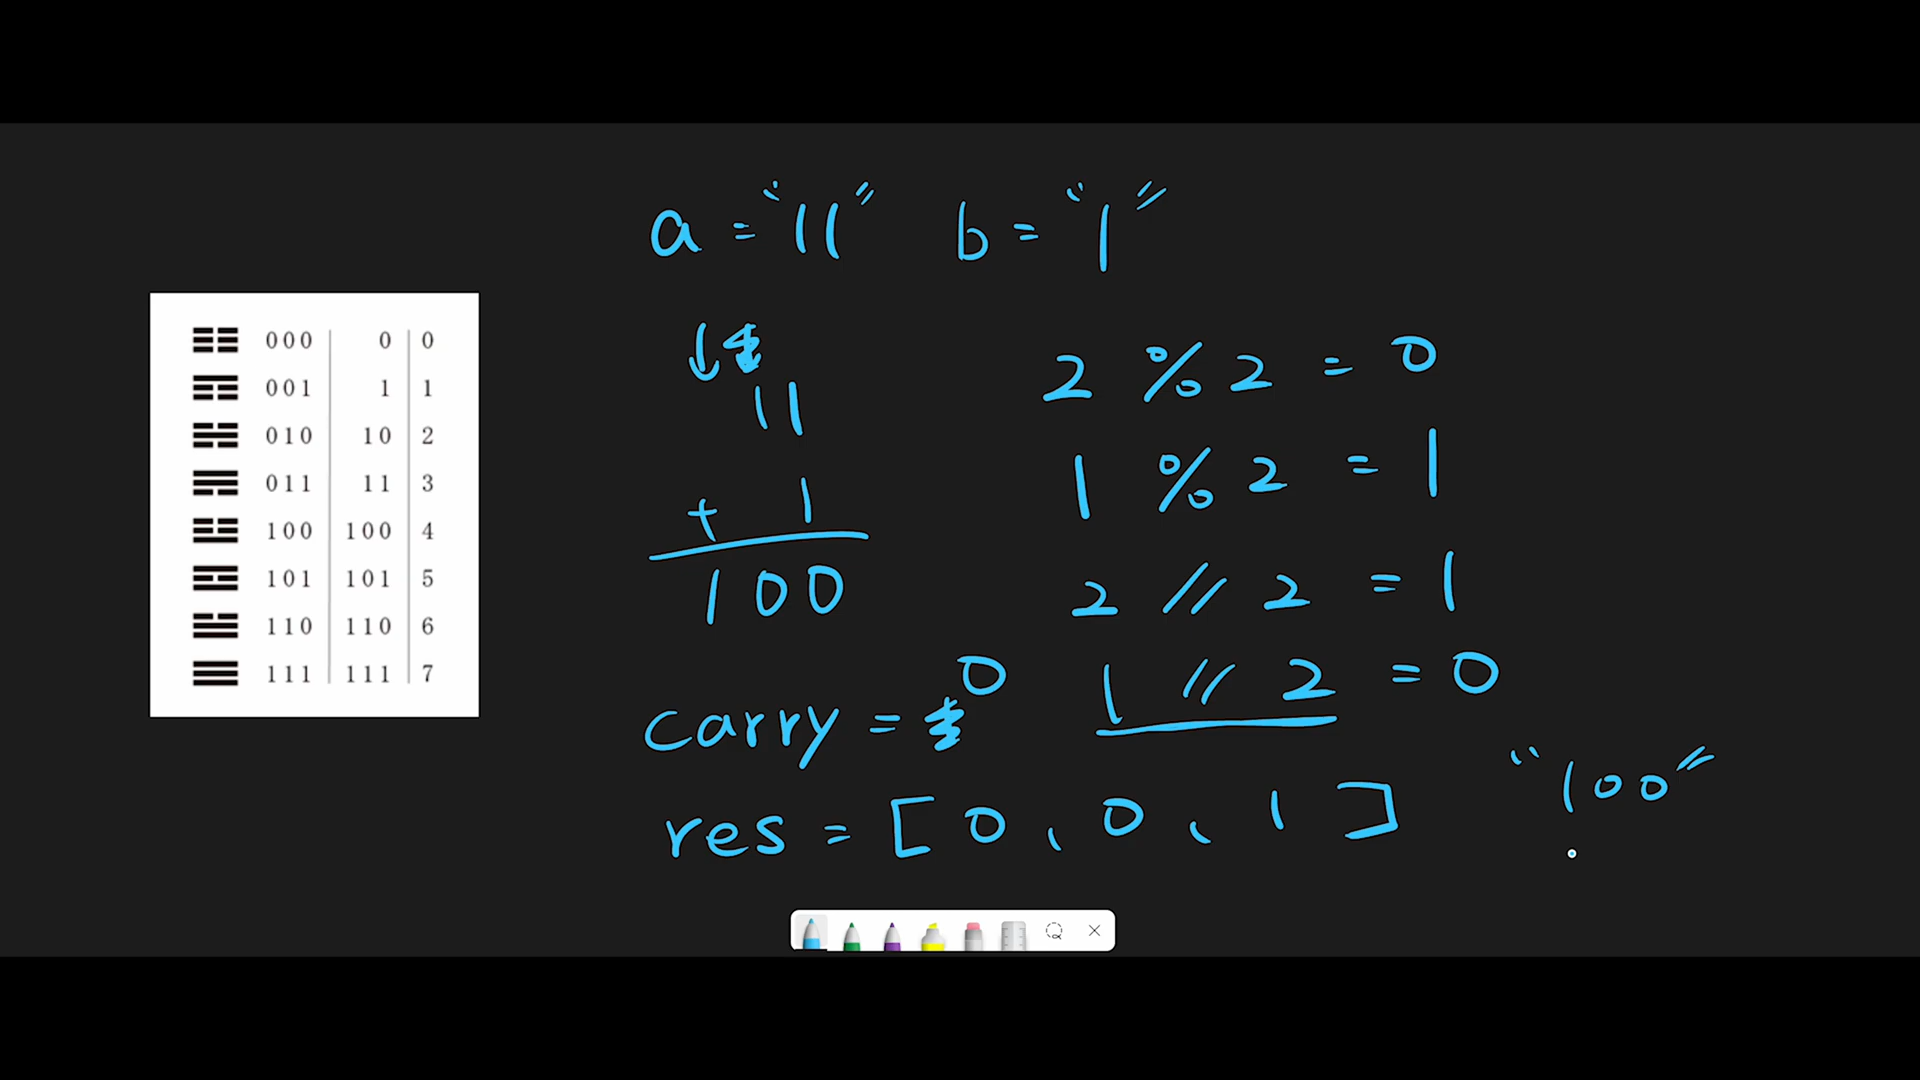 000 0 0
001 1 1
010 10 2
011 11 3
100 100 4
101 101 5
110 110 6
111 111 7
a = "11" b = "1"
11
+ 1
100
2 % 2 = 0
1 % 2 = 1
2 // 2 = 1
1 // 2 = 0
carry = 0
res = [0, 0, 1]
"100"